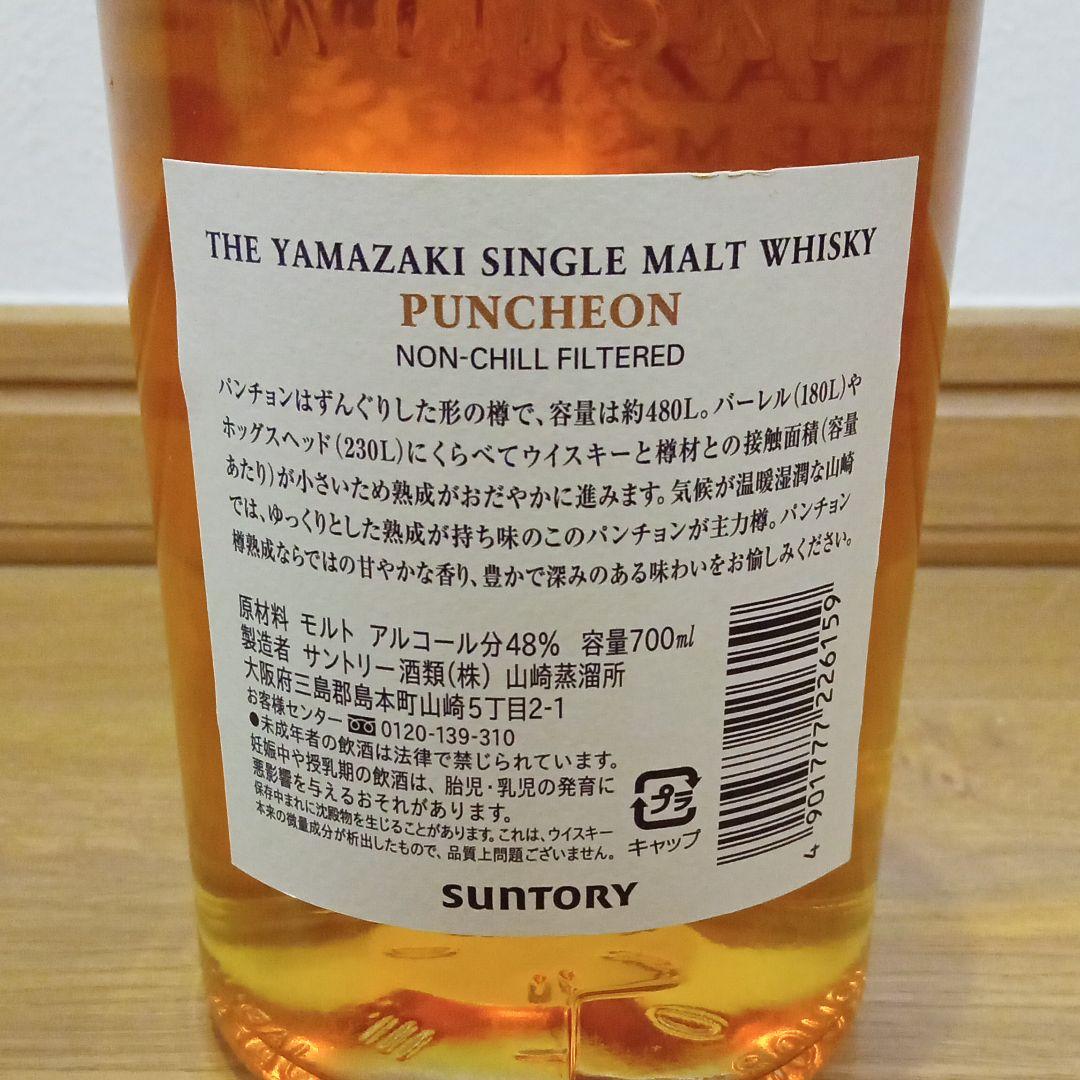 THE YAMAZAKI SINGLE MALT WHISKY
PUNCHEON
NON-CHILL FILTERED
パンチョンはずんぐりした形の樽で、容量は約480L。バーレル(180L)や
ホッグスヘッド(230L)にくらべてウイスキーと樽材との接触面積(容量
あたり)が小さいため熟成がおだやかに進みます。気候が温暖湿潤な山崎
では、ゆっくりとした熟成が持ち味のこのパンチョンが主力樽。パンチョン
樽熟成ならではの甘やかな香り、豊かで深みのある味わいをお愉しみください。
原材料 モルト アルコール分48% 容量700ml
製造者 サントリー酒類(株) 山崎蒸溜所
大阪府三島郡島本町山崎5丁目2-1
お客様センター 0120-139-310
●未成年者の飲酒は法律で禁じられています。
妊娠中や授乳期の飲酒は、胎児・乳児の発育に
悪影響を与えるおそれがあります。
保存中まれに沈殿物を生じることがあります。これは、ウイスキー
本来の微量成分が析出したもので、品質上問題ございません。
プラ
キャップ
4 901777 226159
SUNTORY